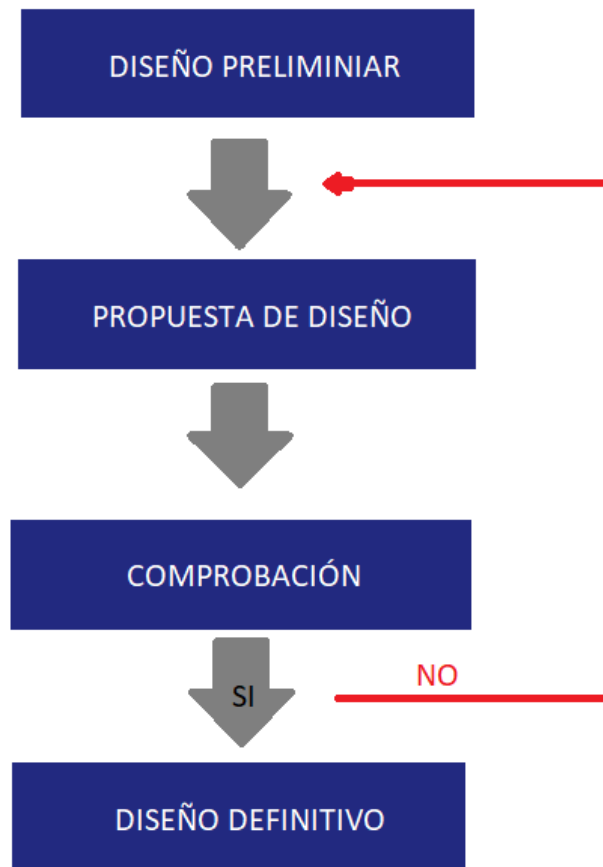 DISEÑO PRELIMINIAR
PROPUESTA DE DISEÑO
COMPROBACIÓN
SI
NO
DISEÑO DEFINITIVO